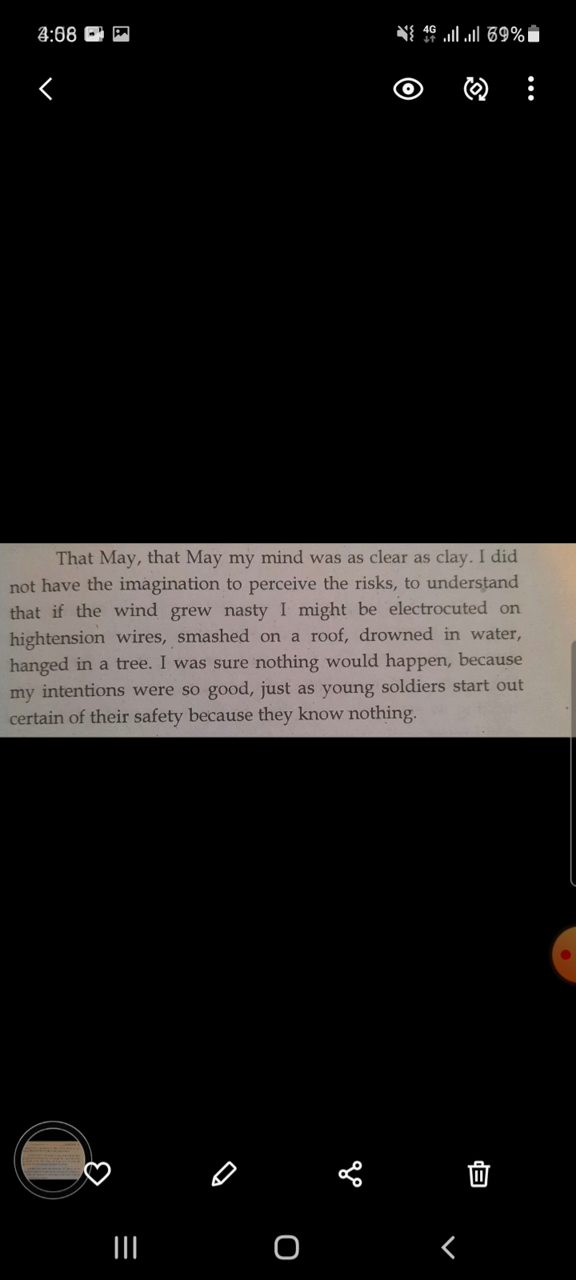 4G 69%
That May, that May my mind was as clear as clay. I did
not have the imagination to perceive the risks, to understand
that if the wind grew nasty I might be electrocuted on
hightension wires, smashed on a roof, drowned in water,
hanged in a tree. I was sure nothing would happen, because
my intentions were so good, just as young soldiers start out
certain of their safety because they know nothing.